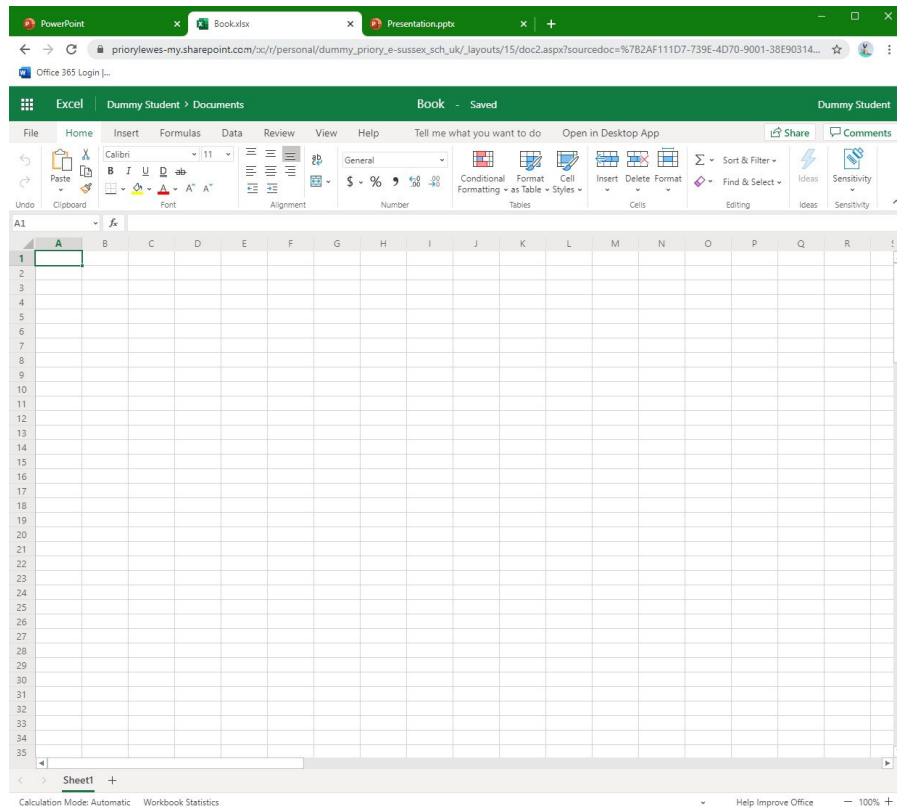 PowerPoint
Book.xlsx
Presentation.pptx
priorylewes-my.sharepoint.com/:x:/r/personal/dummy_priory_e-sussex_sch_uk/_layouts/15/doc2.aspx?sourcedoc=%7B2AF111D7-739E-4D70-9001-38E90314...
Office 365 Login |...
Excel Dummy Student > Documents Book - Saved Dummy Student
File Home Insert Formulas Data Review View Help Tell me what you want to do Open in Desktop App Share Comments
Calibri 11 General Sort & Filter
Paste B I U D ab $ % Conditional Formatting Format as Table Cell Styles Insert Delete Format Find & Select Ideas Sensitivity
Undo Clipboard Font Alignment Number Tables Cells Editing Ideas Sensitivity
A1 fx
A B C D E F G H I J K L M N O P Q R S
1
2
3
4
5
6
7
8
9
10
11
12
13
14
15
16
17
18
19
20
21
22
23
24
25
26
27
28
29
30
31
32
33
34
35
Sheet1
Calculation Mode: Automatic Workbook Statistics Help Improve Office 100%